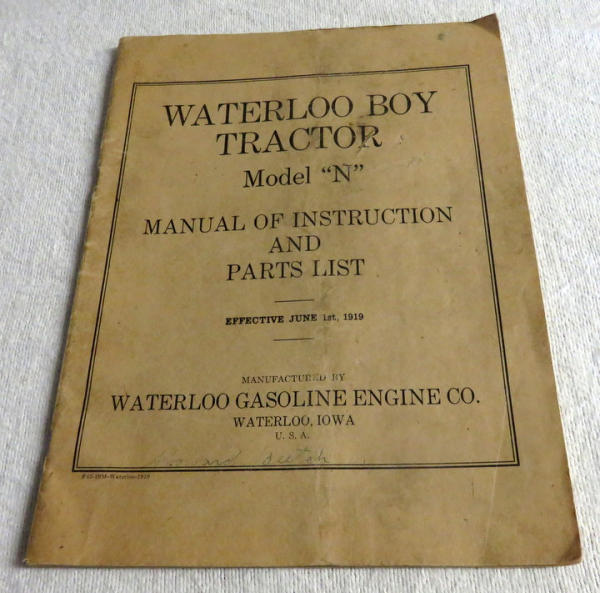 WATERLOO BOY
TRACTOR
Model "N"
MANUAL OF INSTRUCTION
AND
PARTS LIST
EFFECTIVE JUNE 1st, 1919
MANUFACTURED BY
WATERLOO GASOLINE ENGINE CO.
WATERLOO, IOWA
U. S. A.